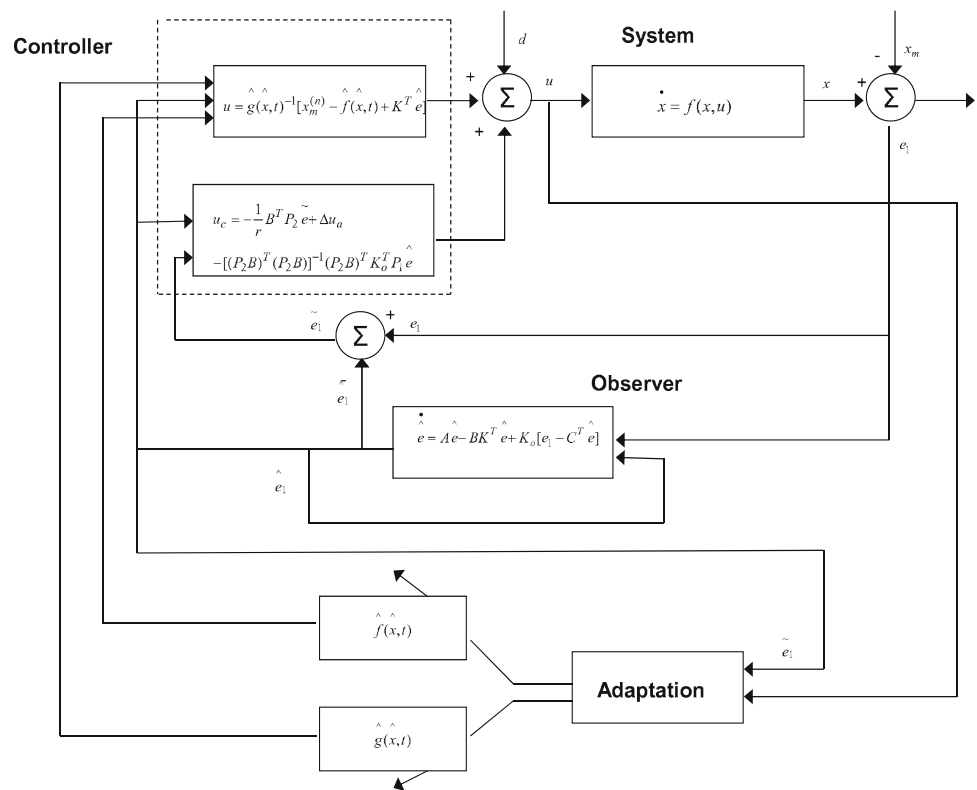 Controller
System
d
u
x
-
x_m
+
Σ
+
+
Σ
u = ĝ(x̂,t)^{-1}[x_m^{(n)} − f̂(x̂,t) + K^T ê]
ẋ = f(x,u)
e_1
u_c = −1/r B^T P_2 ẽ + Δu_a
−[(P_2B)^T (P_2B)]^{-1} (P_2B)^T K_o^T P_1 ê
ẽ_1
+
e_1
Σ
-
ê_1
Observer
ê̇ = Aê − BK^T ê + K_o[e_1 − C^T ê]
ê_1
f̂(x̂,t)
ẽ_1
Adaptation
ĝ(x̂,t)